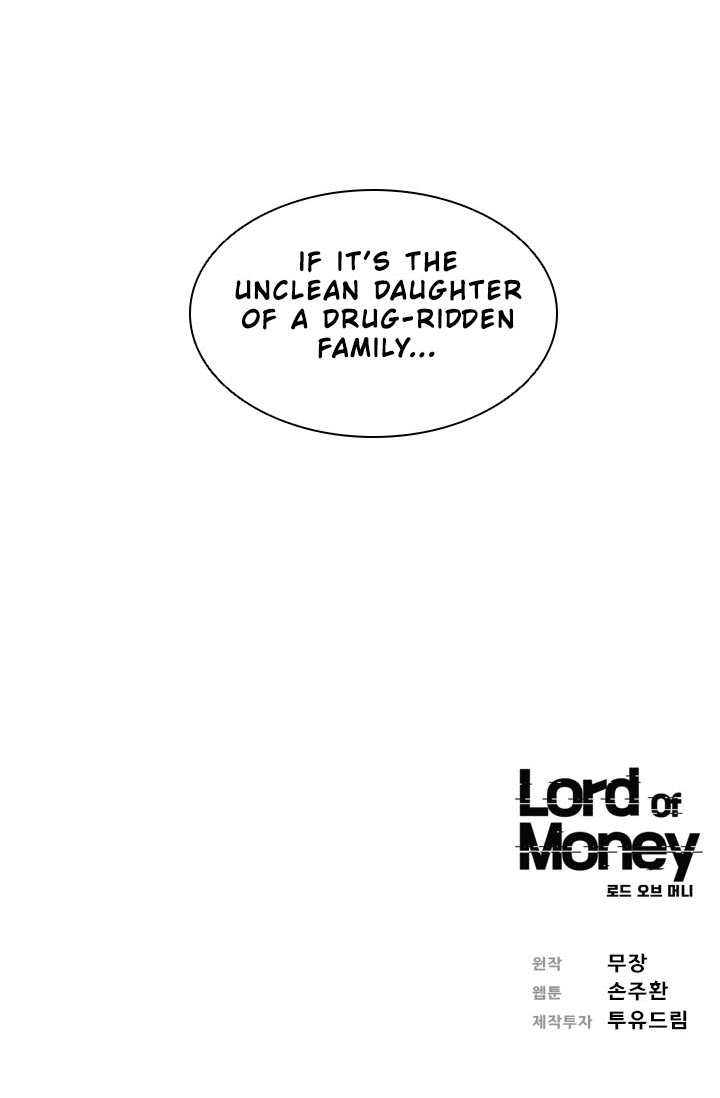 IF IT'S THE
UNCLEAN DAUGHTER
OF A DRUG-RIDDEN
FAMILY...
Lord of
Money
로드 오브 머니
원작 무장
웹툰 손주환
제작투자 투유드림